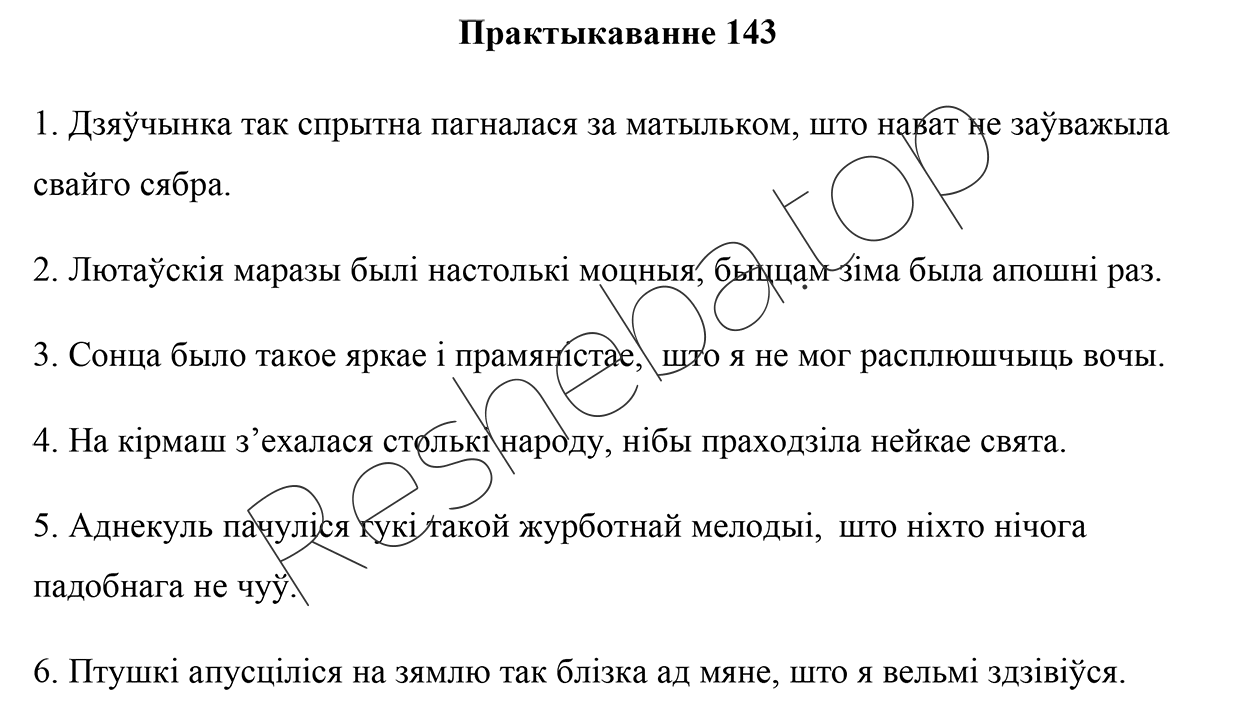 Практыкаванне 143
1. Дзяўчынка так спрытна пагналася за матыльком, што нават не заўважыла
свайго сябра.
2. Лютаўскія маразы былі настолькі моцныя, быццам зіма была апошні раз.
3. Сонца было такое яркае і прамяністае, што я не мог расплюшчыць вочы.
4. На кірмаш з’ехалася столькі народу, нібы праходзіла нейкае свята.
5. Аднекуль пачуліся гукі такой журботнай мелодыі, што ніхто нічога
падобнага не чуў.
6. Птушкі апусціліся на зямлю так блізка ад мяне, што я вельмі здзівіўся.
Resheba.top